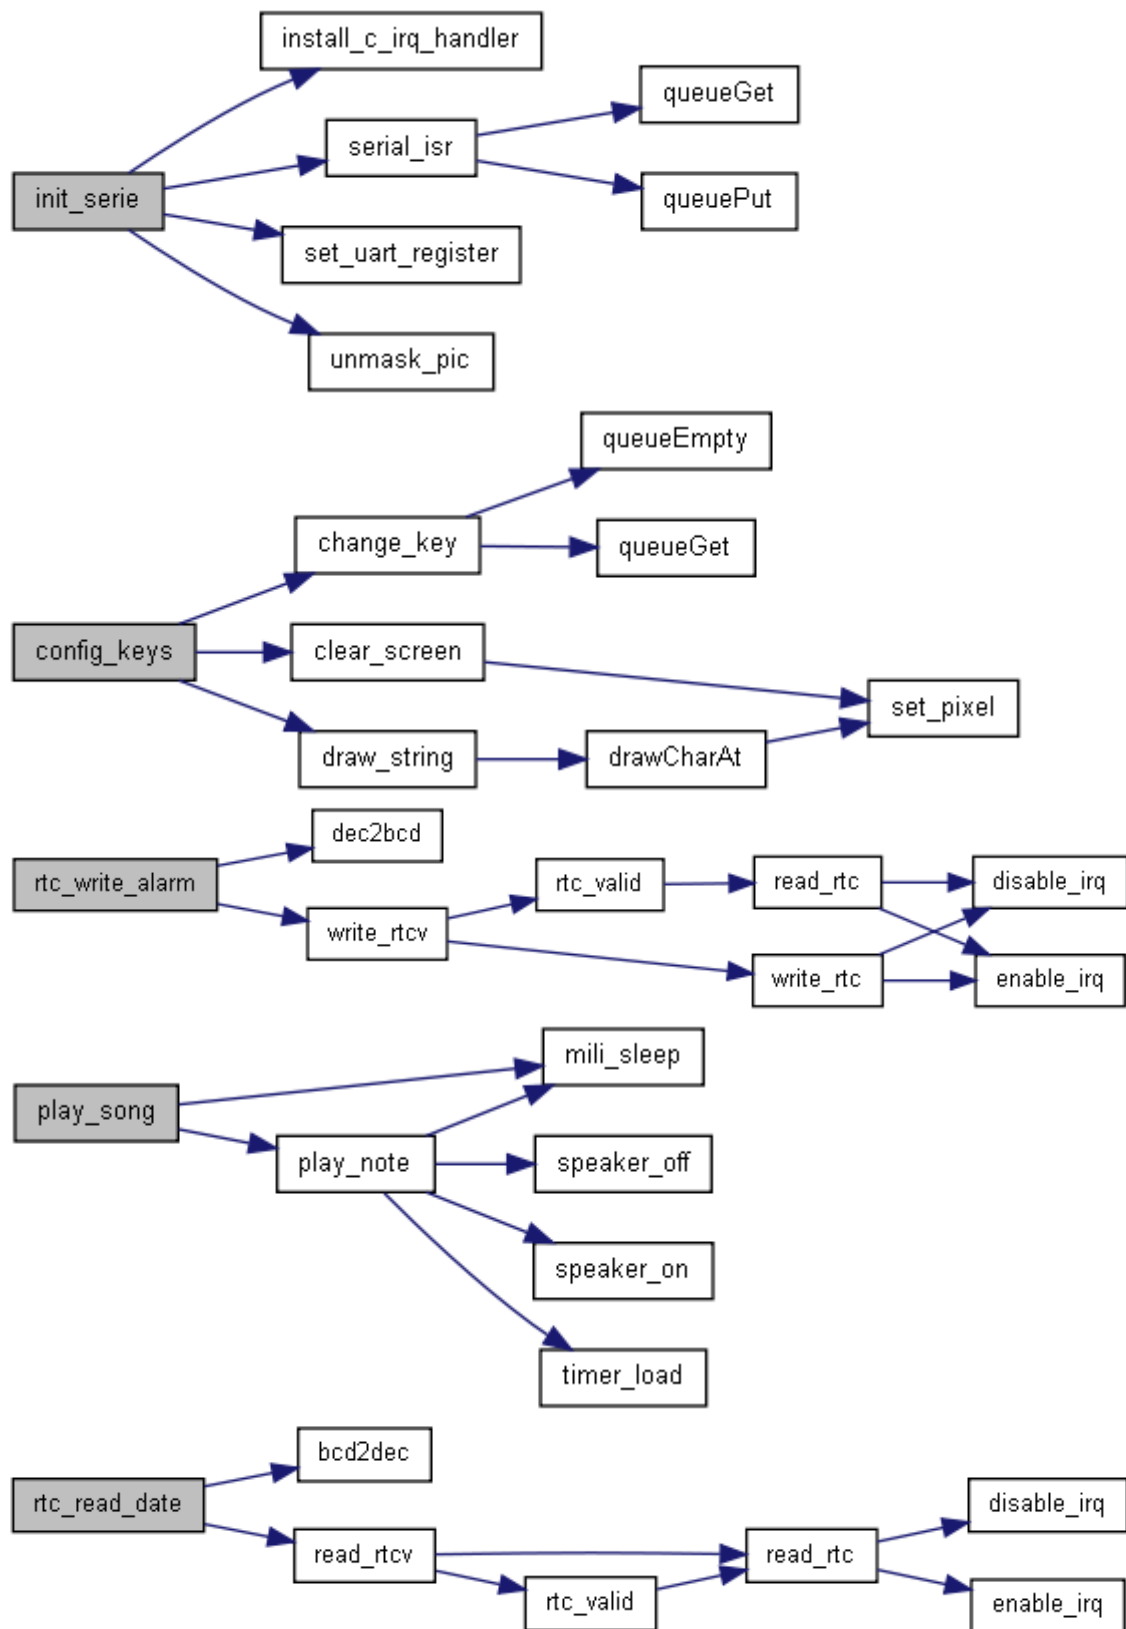 install_c_irq_handler
queueGet
serial_isr
init_serie
queuePut
set_uart_register
unmask_pic
queueEmpty
change_key
queueGet
config_keys
clear_screen
set_pixel
draw_string
drawCharAt
dec2bcd
rtc_write_alarm
rtc_valid
read_rtc
disable_irq
write_rtcv
write_rtc
enable_irq
mili_sleep
play_song
play_note
speaker_off
speaker_on
timer_load
bcd2dec
rtc_read_date
disable_irq
read_rtcv
read_rtc
rtc_valid
enable_irq